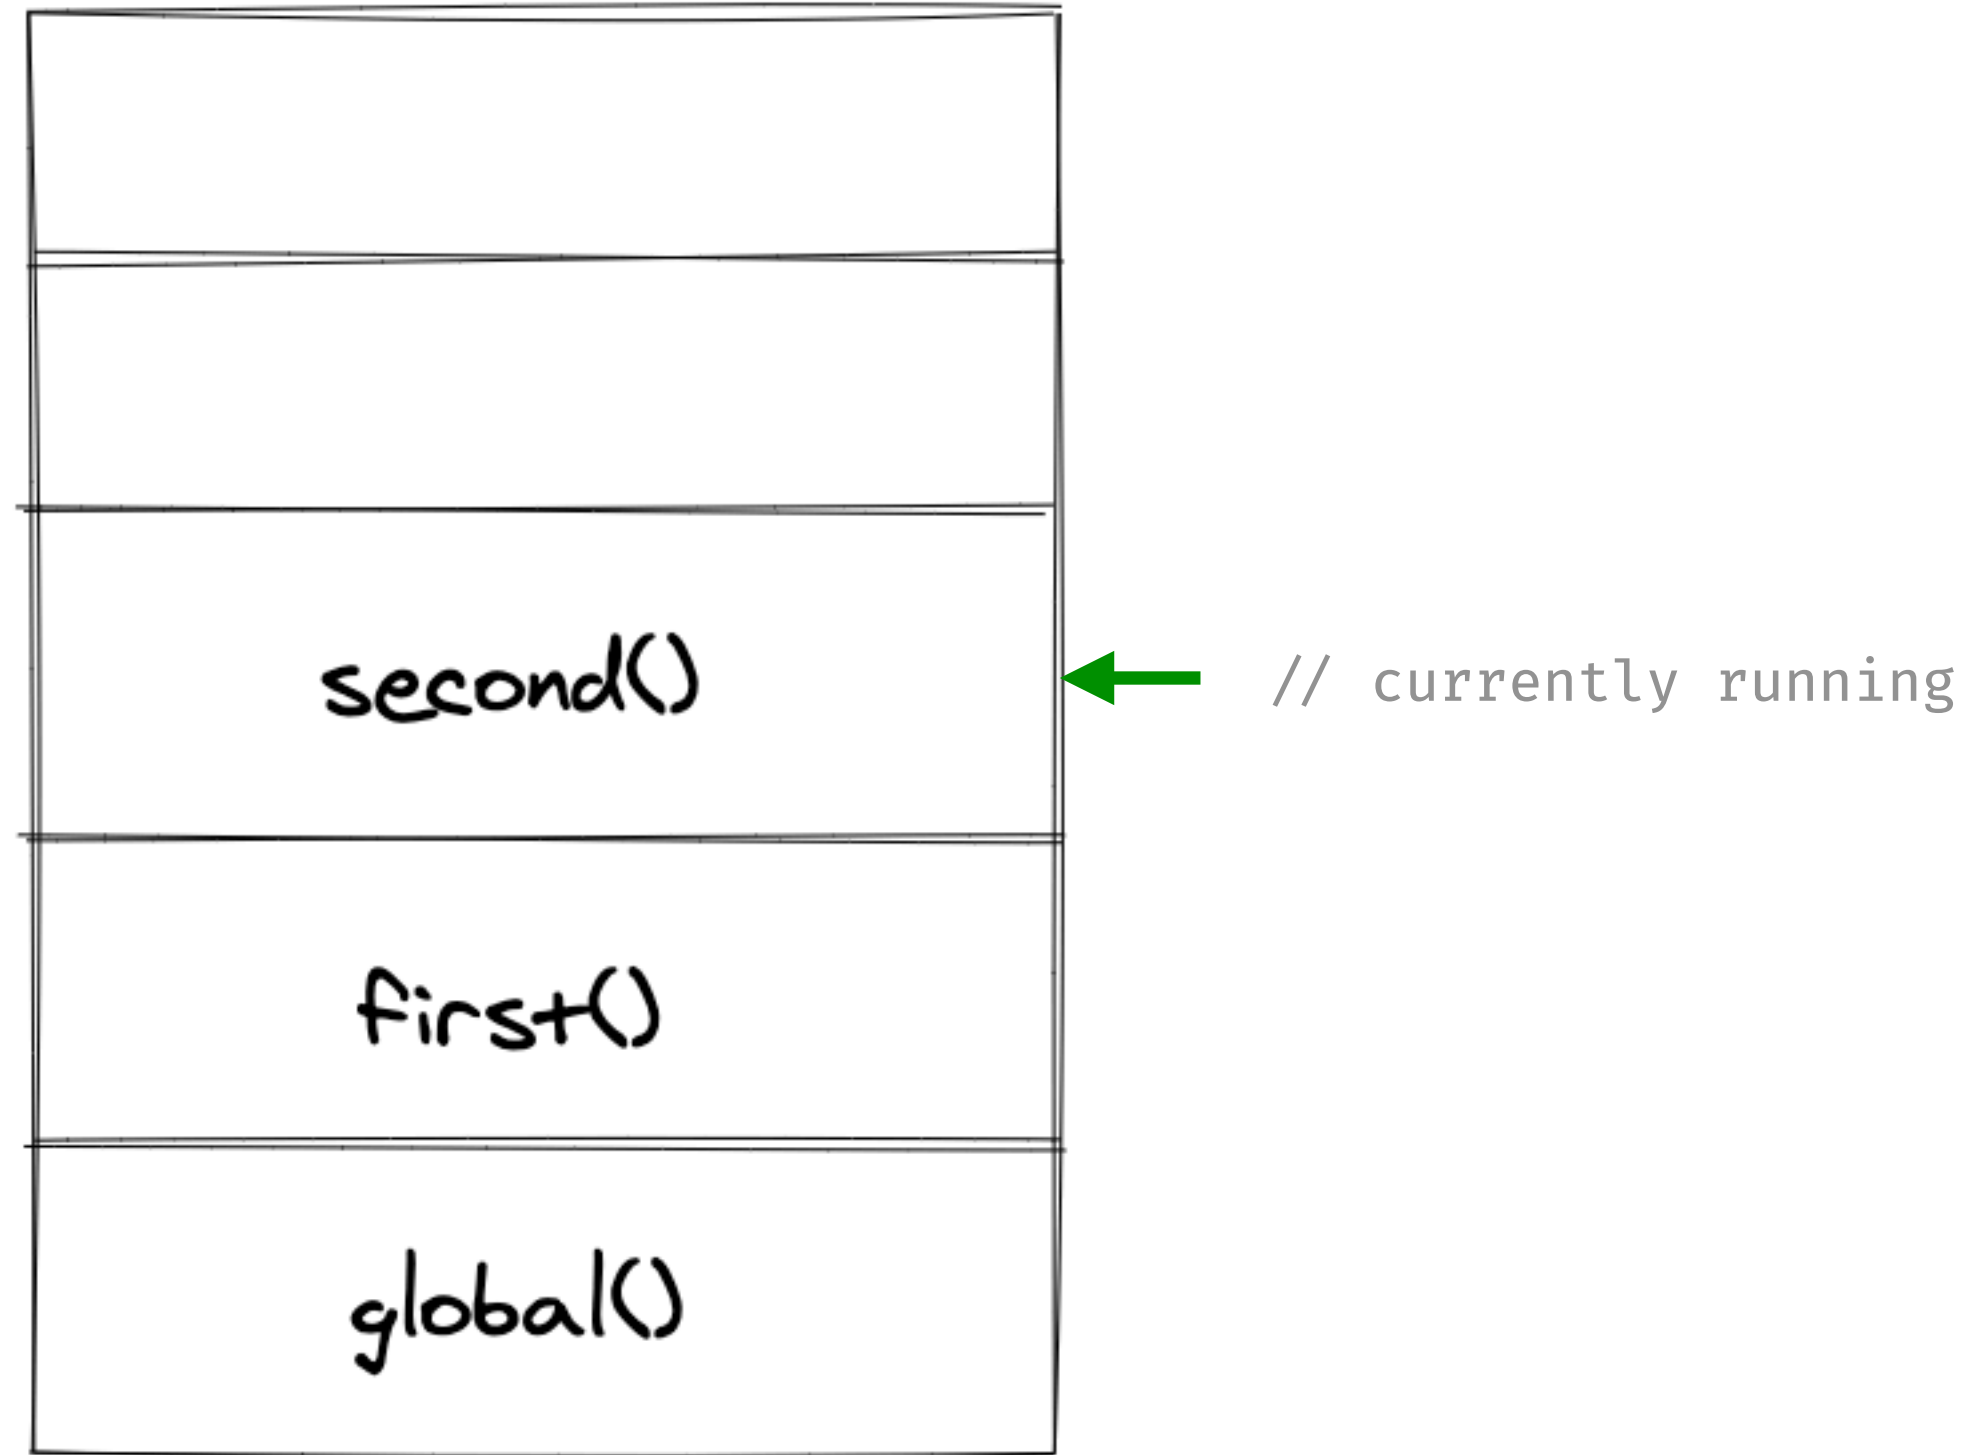 second()
// currently running
first()
global()